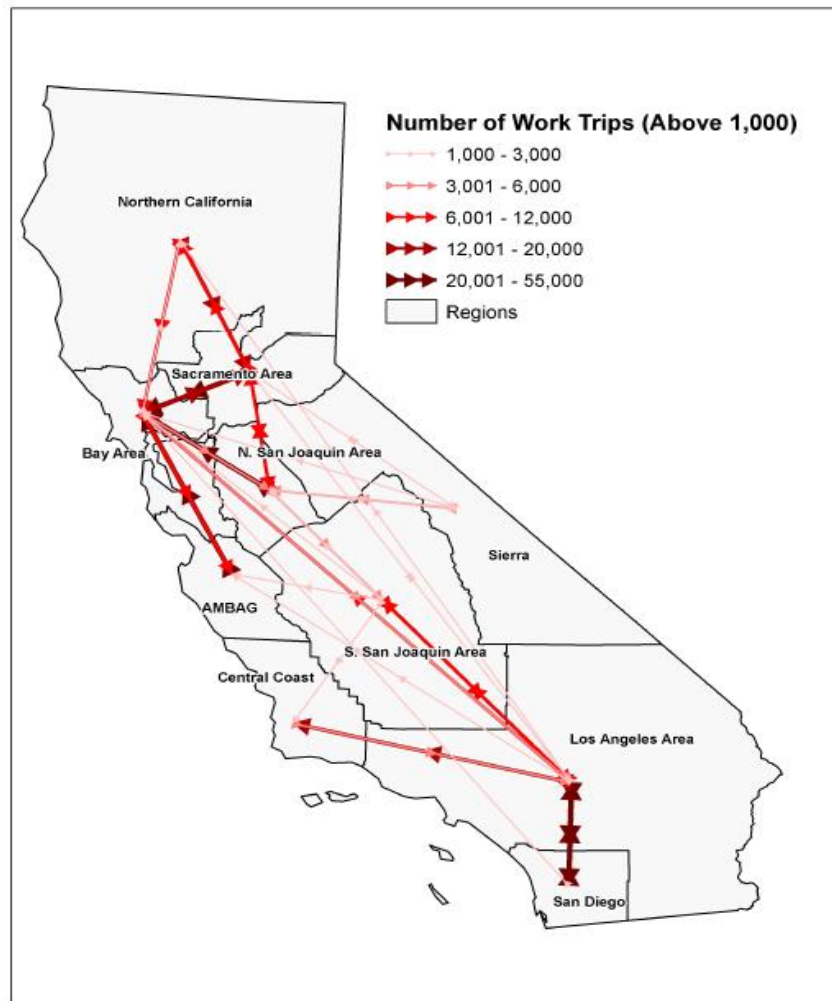 Number of Work Trips (Above 1,000)
1,000 - 3,000
3,001 - 6,000
6,001 - 12,000
12,001 - 20,000
20,001 - 55,000
Regions
Northern California
Sacramento Area
Bay Area
N. San Joaquin Area
Sierra
AMBAG
S. San Joaquin Area
Central Coast
Los Angeles Area
San Diego